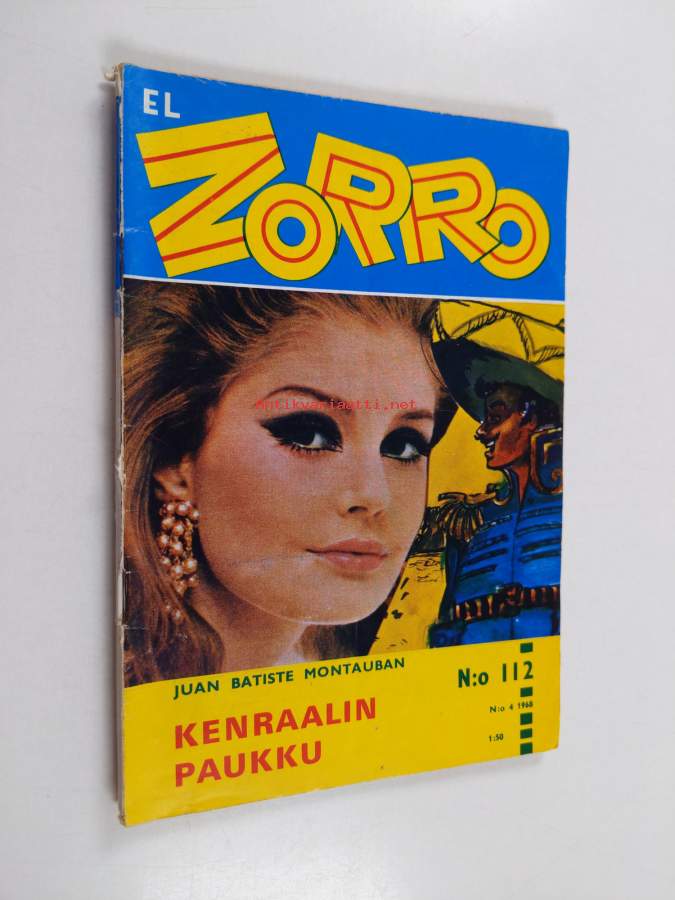 EL
ZORRO
Antikvariaatti.net
JUAN BATISTE MONTAUBAN
N:o 112
N:o 4 1968
KENRAALIN
PAUKKU
1:50